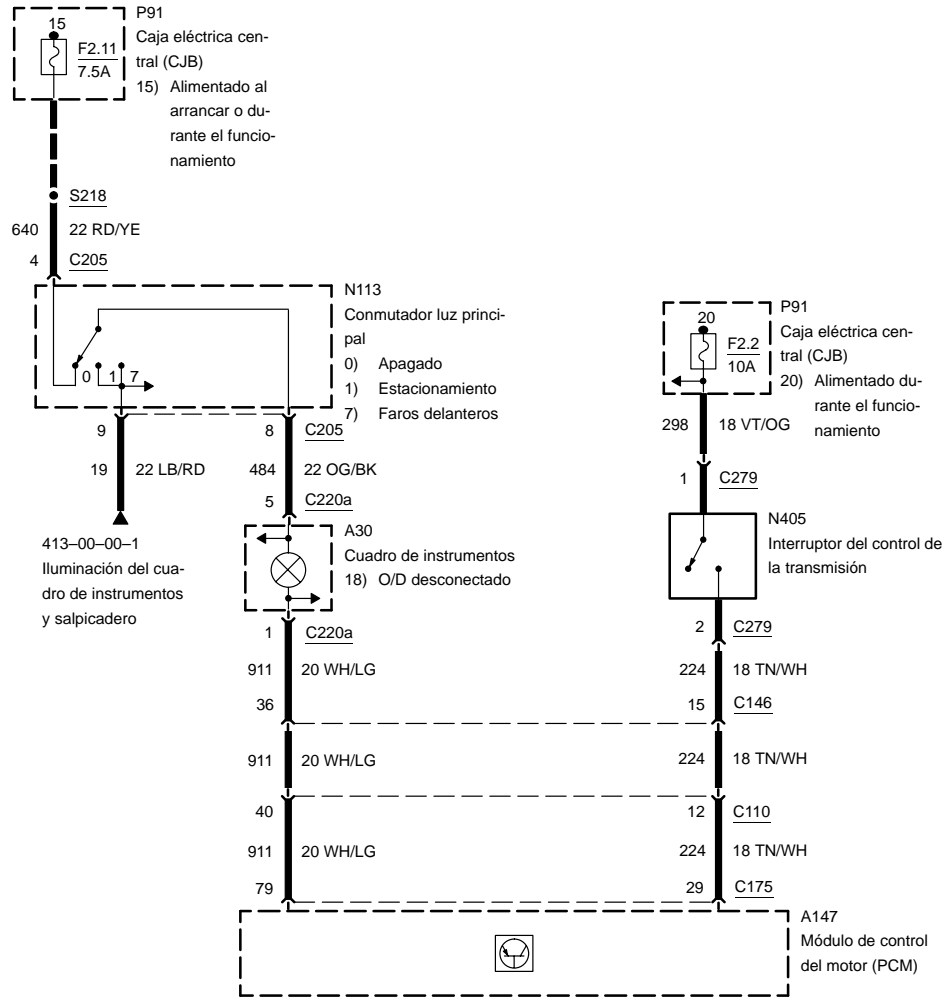 15
F2.11
7.5A
P91
Caja eléctrica cen-
tral (CJB)
15) Alimentado al
arrancar o du-
rante el funcio-
namiento
S218
640 22 RD/YE
4 C205
N113
Conmutador luz princi-
pal
0) Apagado
1) Estacionamiento
7) Faros delanteros
0 1 7
9 8 C205
19 22 LB/RD 484 22 OG/BK
5 C220a
413–00–00–1
Iluminación del cua-
dro de instrumentos
y salpicadero
A30
Cuadro de instrumentos
18) O/D desconectado
1 C220a
911 20 WH/LG
36
911 20 WH/LG
40
911 20 WH/LG
79
20
F2.2
10A
P91
Caja eléctrica cen-
tral (CJB)
20) Alimentado du-
rante el funcio-
namiento
298 18 VT/OG
1 C279
N405
Interruptor del control de
la transmisión
2 C279
224 18 TN/WH
15 C146
224 18 TN/WH
12 C110
224 18 TN/WH
29 C175
A147
Módulo de control
del motor (PCM)